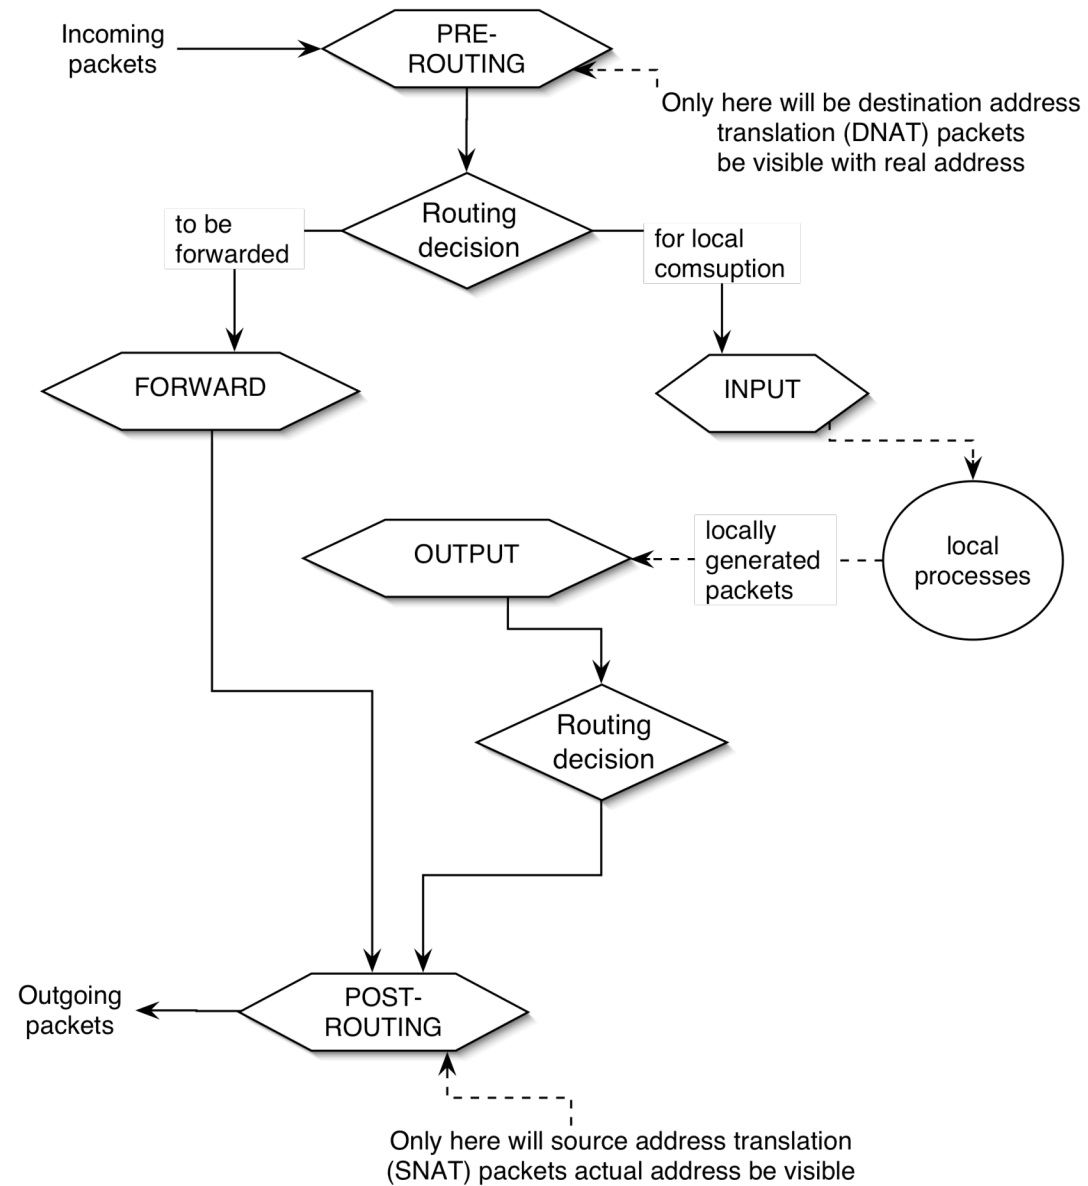 Incoming
packets
PRE-
ROUTING
Only here will be destination address
translation (DNAT) packets
be visible with real address
Routing
decision
to be
forwarded
for local
comsuption
FORWARD
INPUT
OUTPUT
locally
generated
packets
local
processes
Routing
decision
Outgoing
packets
POST-
ROUTING
Only here will source address translation
(SNAT) packets actual address be visible